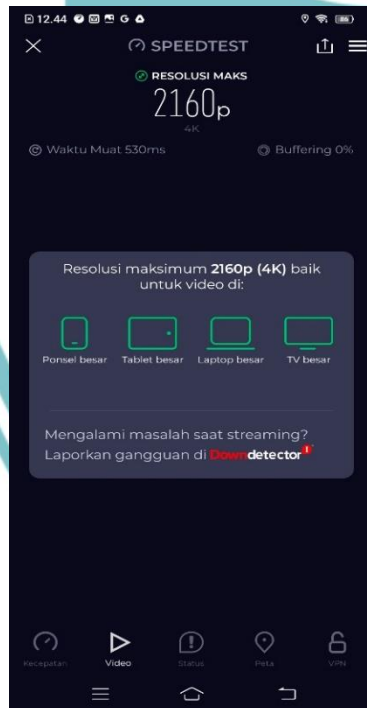 12.44
SPEEDTEST
RESOLUSI MAKS
2160p
4K
Waktu Muat 530ms
Buffering 0%
Resolusi maksimum 2160p (4K) baik
untuk video di:
Ponsel besar
Tablet besar
Laptop besar
TV besar
Mengalami masalah saat streaming?
Laporkan gangguan di Downdetector
Kecepatan
Video
Status
Peta
VPN